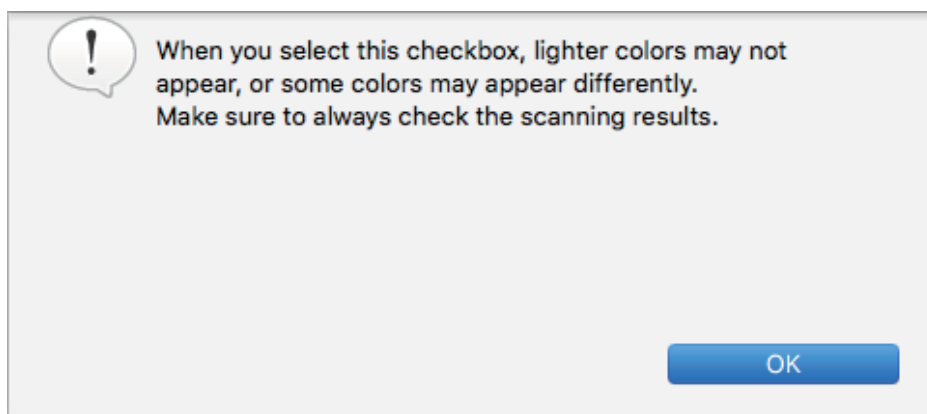 When you select this checkbox, lighter colors may not
appear, or some colors may appear differently.
Make sure to always check the scanning results.
OK